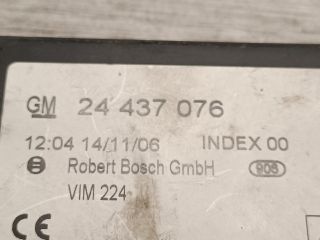 GM 24 437 076
12:04 14/11/06 INDEX 00
Robert Bosch GmbH 906
VIM 224
CE